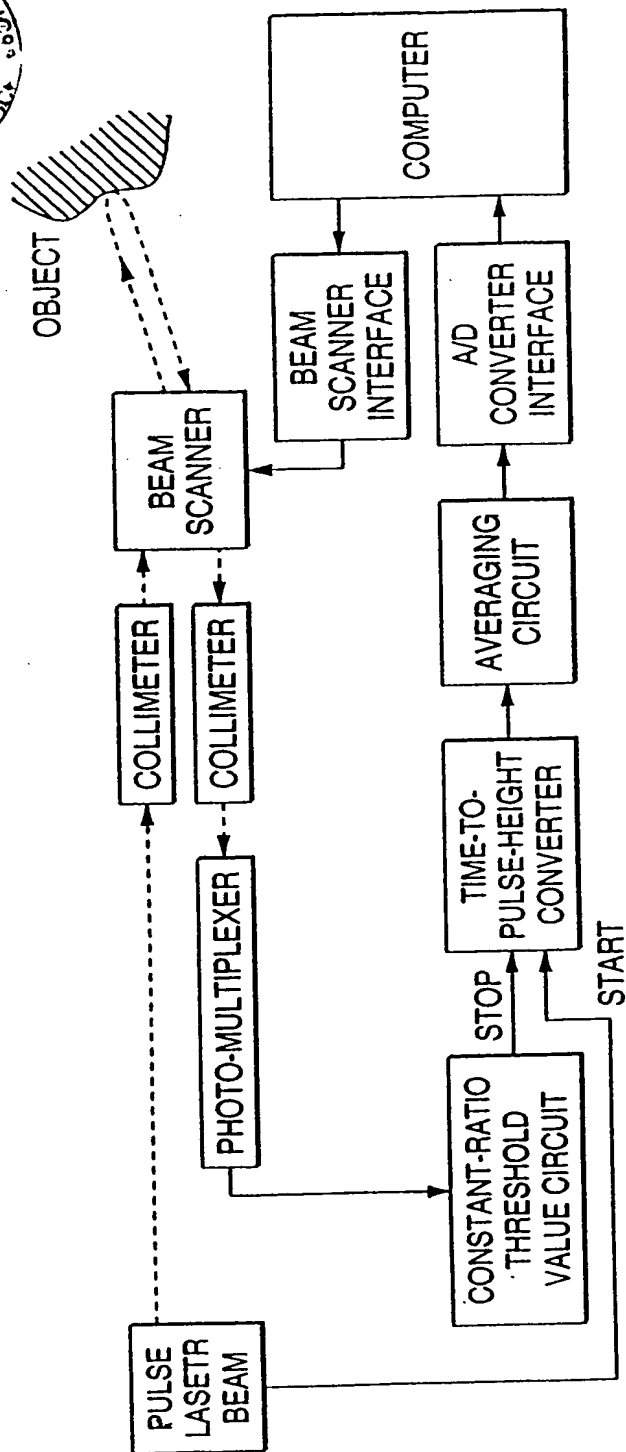 OBJECT
PULSE
LASETR
BEAM
COLLIMETER
COLLIMETER
BEAM
SCANNER
PHOTO-MULTIPLEXER
BEAM
SCANNER
INTERFACE
COMPUTER
CONSTANT-RATIO
THRESHOLD
VALUE CIRCUIT
STOP
START
TIME-TO-
PULSE-HEIGHT
CONVERTER
AVERAGING
CIRCUIT
A/D
CONVERTER
INTERFACE